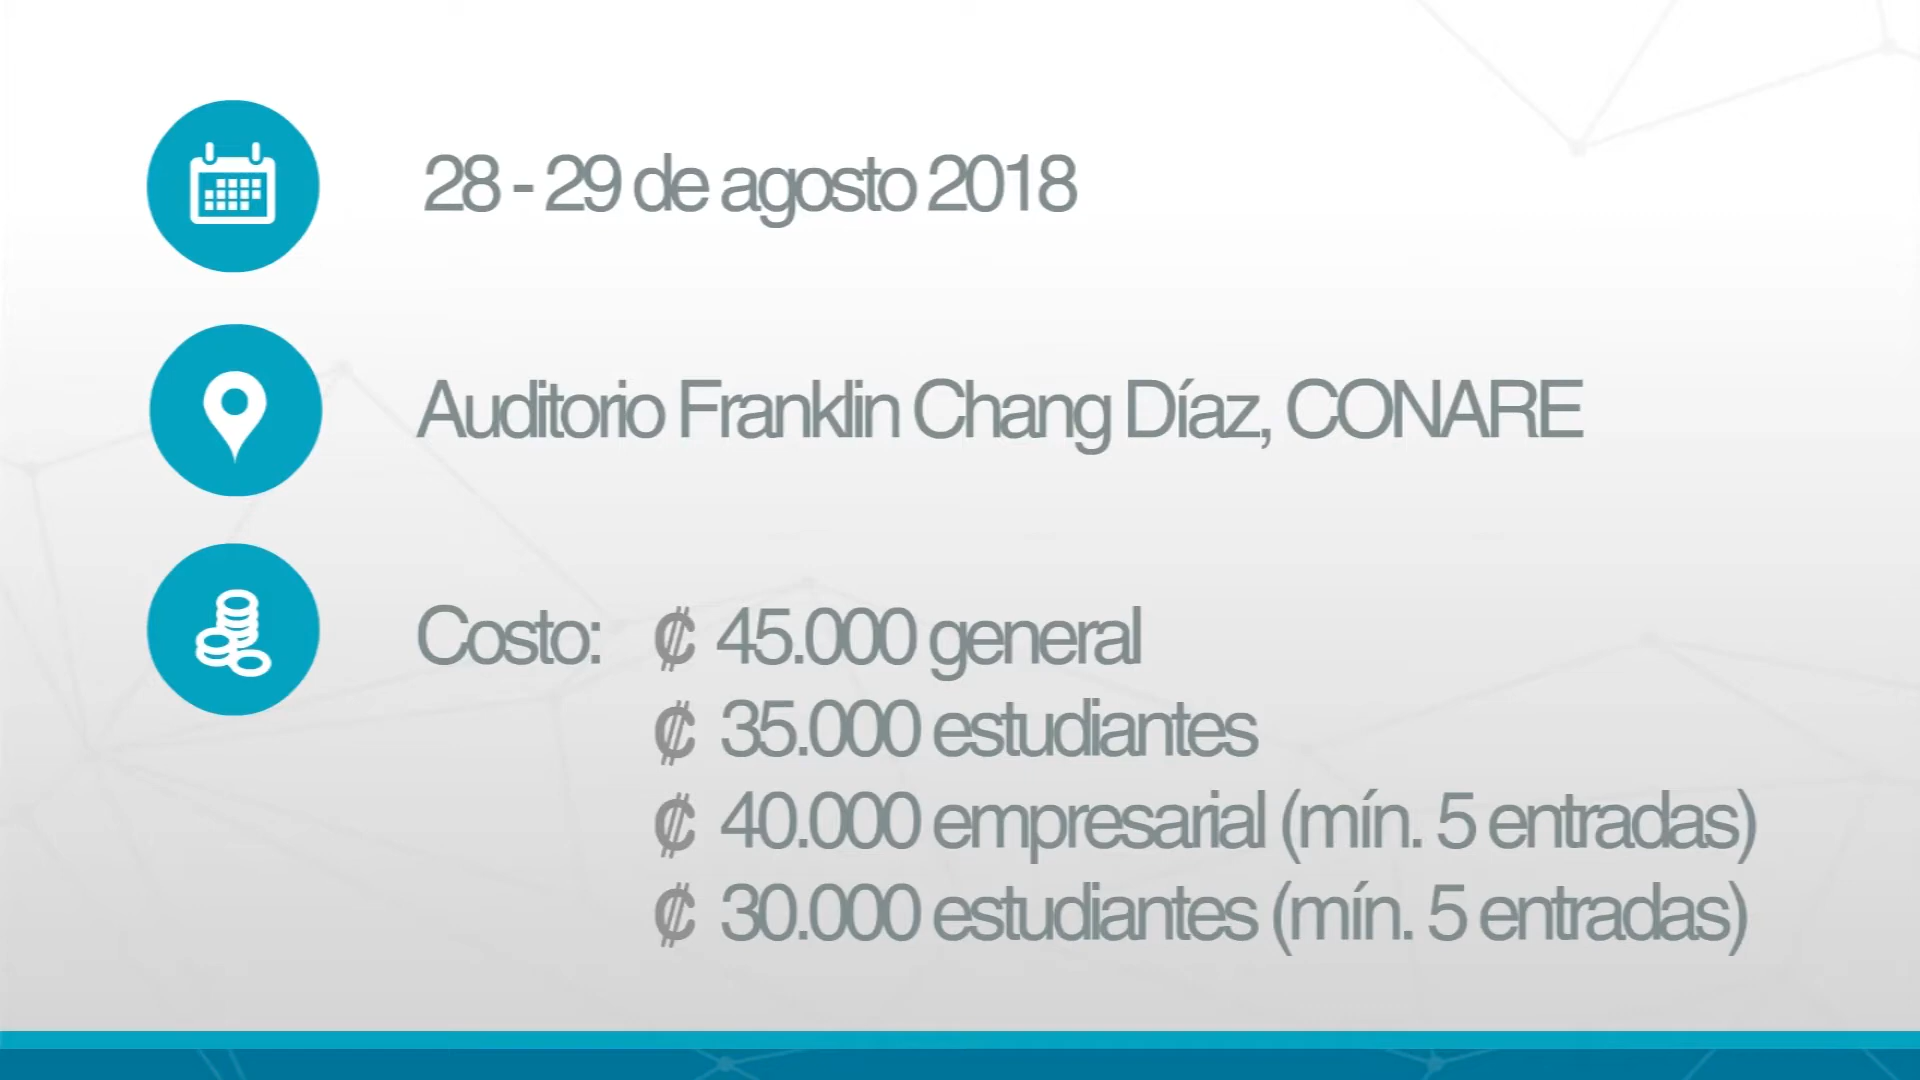 28 - 29 de agosto 2018
Auditorio Franklin Chang Díaz, CONARE
Costo: ₡ 45.000 general
₡ 35.000 estudiantes
₡ 40.000 empresarial (mín. 5 entradas)
₡ 30.000 estudiantes (mín. 5 entradas)